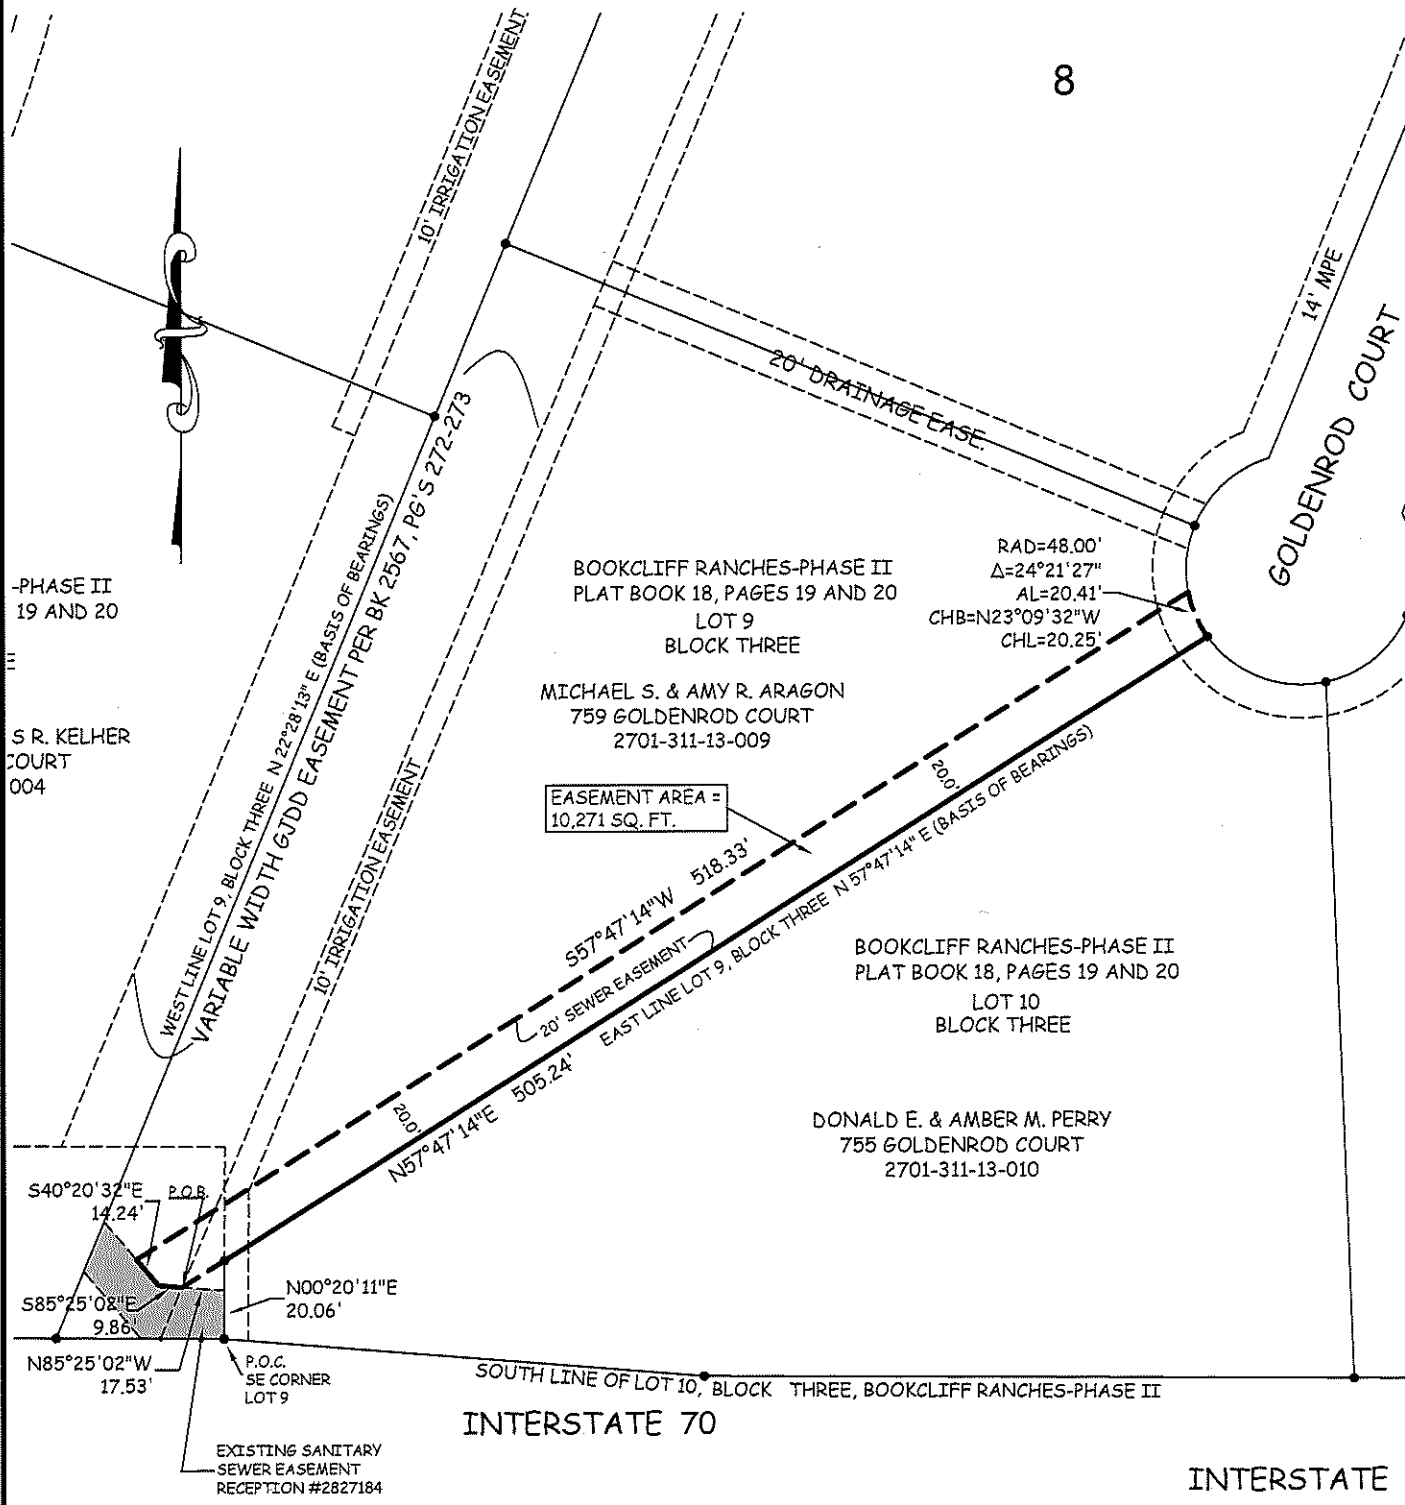 8
10' IRRIGATION EASEMENT
14' MPE
GOLDENROD COURT
20' DRAINAGE EASE.
-PHASE II
19 AND 20
S R. KELHER
COURT
004
WEST LINE LOT 9, BLOCK THREE N 22°28'13" E (BASIS OF BEARINGS)
VARIABLE WIDTH GJDD EASEMENT PER BK 2567, PG'S 272-273
10' IRRIGATION EASEMENT
BOOKCLIFF RANCHES-PHASE II
PLAT BOOK 18, PAGES 19 AND 20
LOT 9
BLOCK THREE
MICHAEL S. & AMY R. ARAGON
759 GOLDENROD COURT
2701-311-13-009
RAD=48.00'
Δ=24°21'27"
AL=20.41'
CHB=N23°09'32"W
CHL=20.25'
EASEMENT AREA =
10,271 SQ. FT.
20.0'
S57°47'14"W 518.33'
20' SEWER EASEMENT
EAST LINE LOT 9, BLOCK THREE N 57°47'14" E (BASIS OF BEARINGS)
N57°47'14"E 505.24'
20.0'
BOOKCLIFF RANCHES-PHASE II
PLAT BOOK 18, PAGES 19 AND 20
LOT 10
BLOCK THREE
DONALD E. & AMBER M. PERRY
755 GOLDENROD COURT
2701-311-13-010
S40°20'32"E
14.24'
P.O.B.
S85°25'02"E
9.86'
N85°25'02"W
17.53'
N00°20'11"E
20.06'
P.O.C.
SE CORNER
LOT 9
SOUTH LINE OF LOT 10, BLOCK THREE, BOOKCLIFF RANCHES-PHASE II
INTERSTATE 70
EXISTING SANITARY
SEWER EASEMENT
RECEPTION #2827184
INTERSTATE